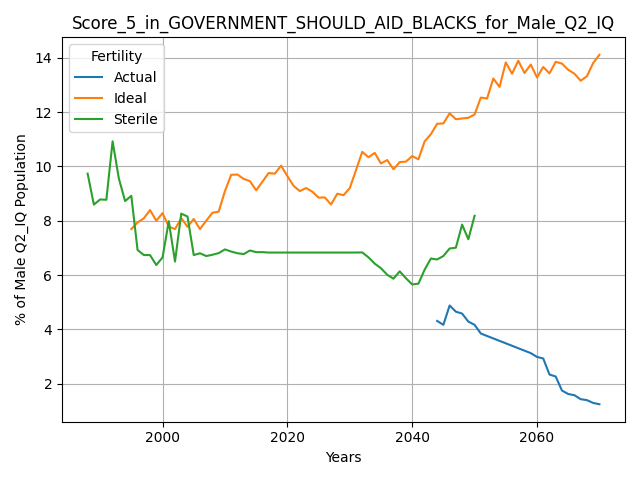 Score_5_in_GOVERNMENT_SHOULD_AID_BLACKS_for_Male_Q2_IQ
Fertility
Actual
Ideal
Sterile
14
12
10
8
6
4
2
% of Male Q2_IQ Population
2000
2020
2040
2060
Years